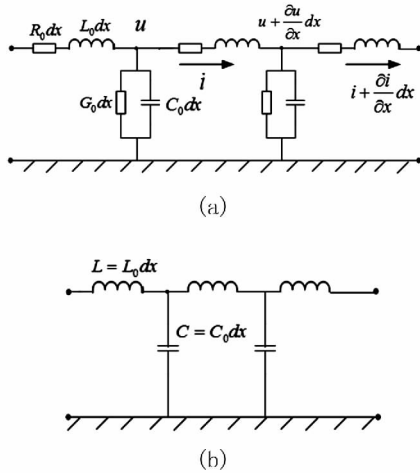 R₀dx L₀dx u u + ∂u/∂x dx
i i + ∂i/∂x dx
G₀dx C₀dx
(a)
L = L₀dx
C = C₀dx
(b)